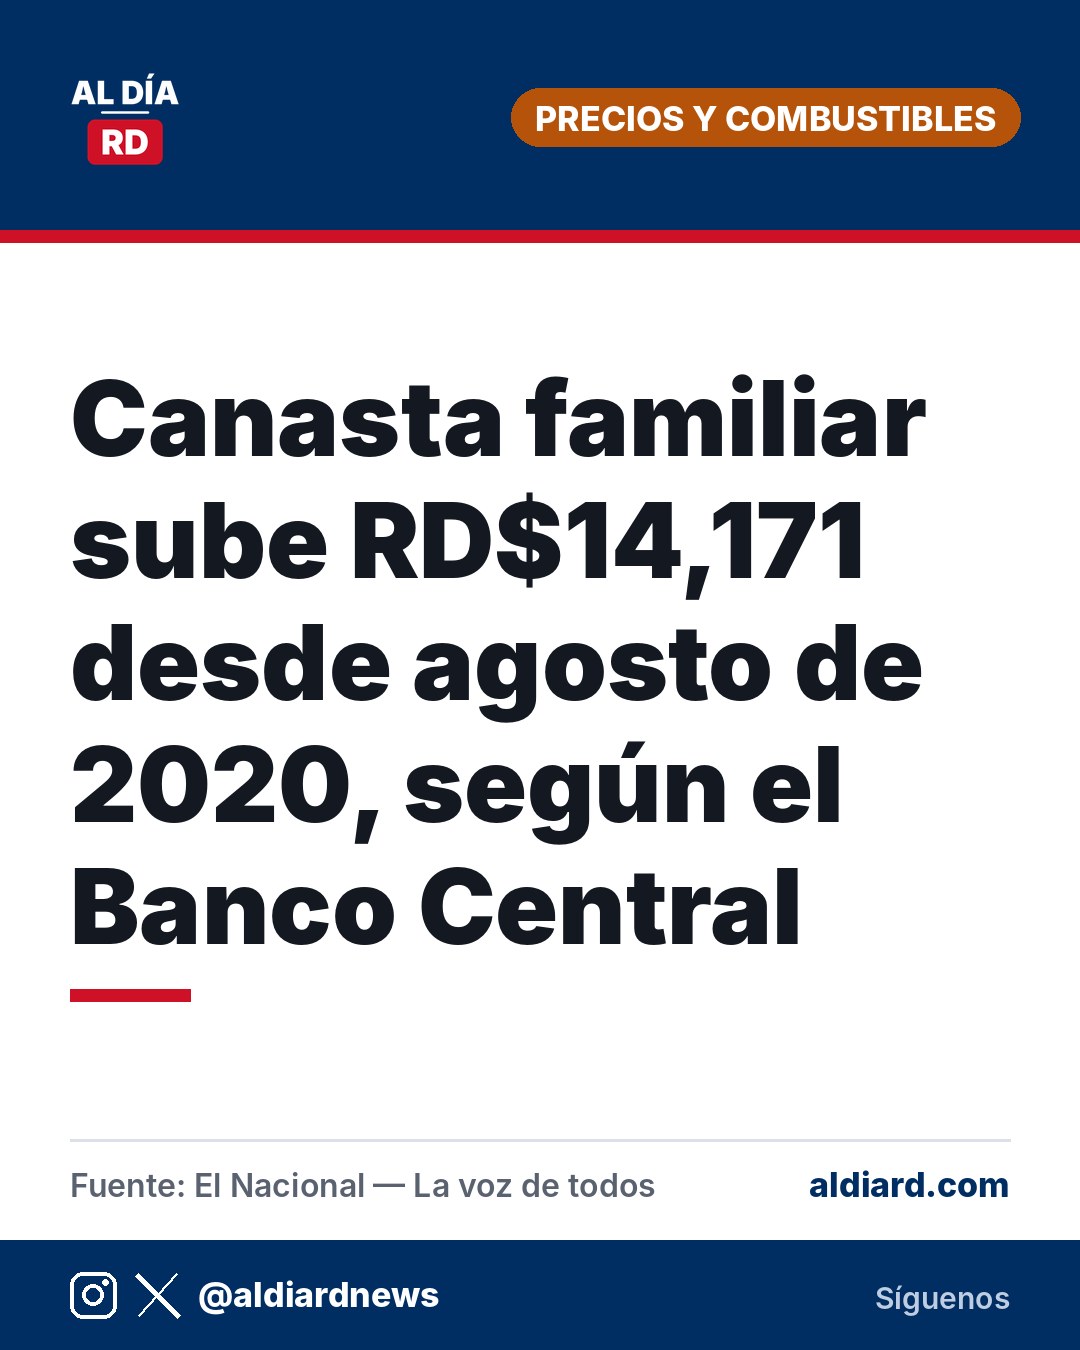 AL DÍA
RD
PRECIOS Y COMBUSTIBLES
Canasta familiar
sube RD$14,171
desde agosto de
2020, según el
Banco Central
Fuente: El Nacional — La voz de todos
aldiard.com
@aldiardnews
Síguenos